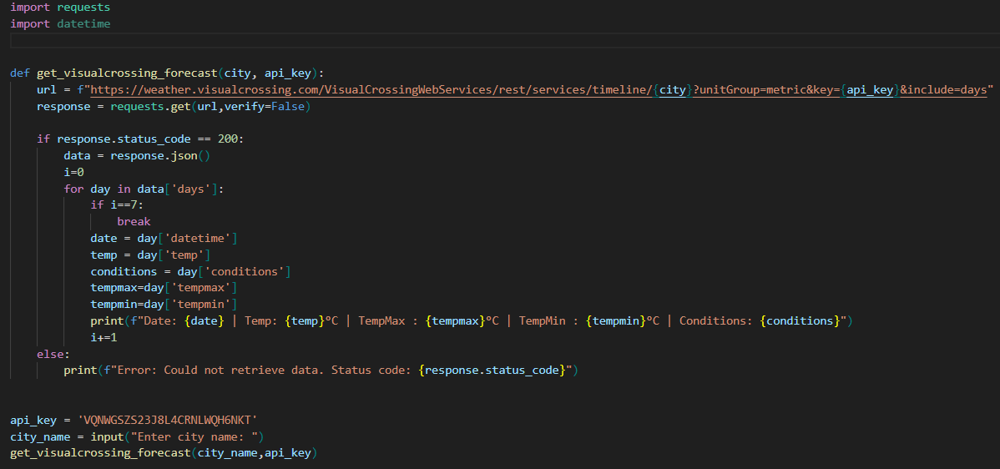 import requests
import datetime
def get_visualcrossing_forecast(city, api_key):
    url = f"https://weather.visualcrossing.com/VisualCrossingWebServices/rest/services/timeline/{city}?unitGroup=metric&key={api_key}&include=days"
    response = requests.get(url,verify=False)
    if response.status_code == 200:
        data = response.json()
        i=0
        for day in data['days']:
            if i==7:
                break
            date = day['datetime']
            temp = day['temp']
            conditions = day['conditions']
            tempmax=day['tempmax']
            tempmin=day['tempmin']
            print(f"Date: {date} | Temp: {temp}°C | TempMax : {tempmax}°C | TempMin : {tempmin}°C | Conditions: {conditions}")
            i+=1
    else:
        print(f"Error: Could not retrieve data. Status code: {response.status_code}")
api_key = 'VQNWGSZS23J8L4CRNLWQH6NKT'
city_name = input("Enter city name: ")
get_visualcrossing_forecast(city_name,api_key)